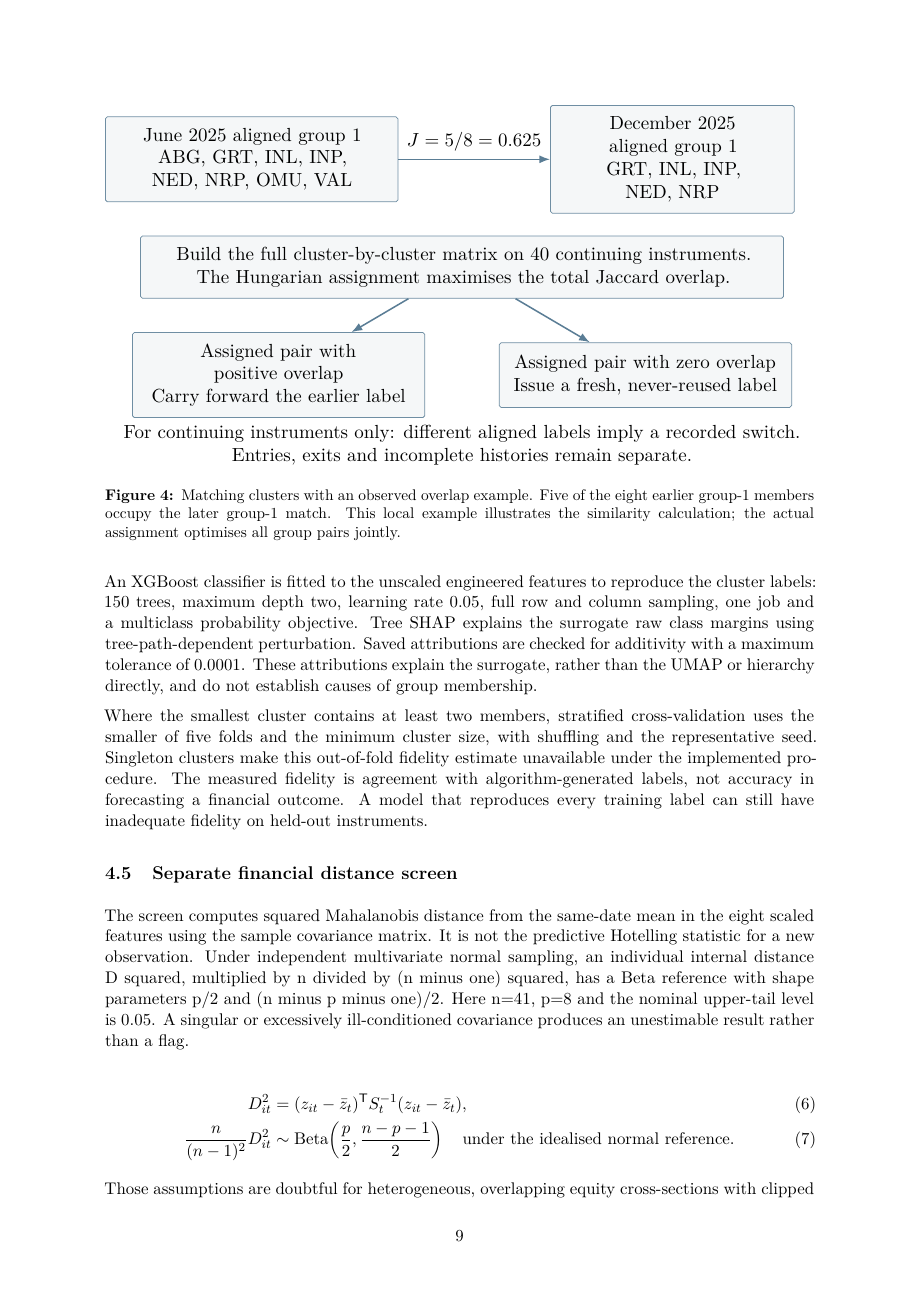 June 2025 aligned group 1
ABG, GRT, INL, INP,
NED, NRP, OMU, VAL
J = 5/8 = 0.625
December 2025
aligned group 1
GRT, INL, INP,
NED, NRP
Build the full cluster-by-cluster matrix on 40 continuing instruments.
The Hungarian assignment maximises the total Jaccard overlap.
Assigned pair with
positive overlap
Carry forward the earlier label
Assigned pair with zero overlap
Issue a fresh, never-reused label
For continuing instruments only: different aligned labels imply a recorded switch.
Entries, exits and incomplete histories remain separate.
Figure 4: Matching clusters with an observed overlap example. Five of the eight earlier group-1 members
occupy the later group-1 match. This local example illustrates the similarity calculation; the actual
assignment optimises all group pairs jointly.
An XGBoost classifier is fitted to the unscaled engineered features to reproduce the cluster labels:
150 trees, maximum depth two, learning rate 0.05, full row and column sampling, one job and
a multiclass probability objective. Tree SHAP explains the surrogate raw class margins using
tree-path-dependent perturbation. Saved attributions are checked for additivity with a maximum
tolerance of 0.0001. These attributions explain the surrogate, rather than the UMAP or hierarchy
directly, and do not establish causes of group membership.
Where the smallest cluster contains at least two members, stratified cross-validation uses the
smaller of five folds and the minimum cluster size, with shuffling and the representative seed.
Singleton clusters make this out-of-fold fidelity estimate unavailable under the implemented pro-
cedure. The measured fidelity is agreement with algorithm-generated labels, not accuracy in
forecasting a financial outcome. A model that reproduces every training label can still have
inadequate fidelity on held-out instruments.
4.5 Separate financial distance screen
The screen computes squared Mahalanobis distance from the same-date mean in the eight scaled
features using the sample covariance matrix. It is not the predictive Hotelling statistic for a new
observation. Under independent multivariate normal sampling, an individual internal distance
D squared, multiplied by n divided by (n minus one) squared, has a Beta reference with shape
parameters p/2 and (n minus p minus one)/2. Here n=41, p=8 and the nominal upper-tail level
is 0.05. A singular or excessively ill-conditioned covariance produces an unestimable result rather
than a flag.
D²ᵢₜ = (zᵢₜ − z̄ₜ)ᵀSₜ⁻¹(zᵢₜ − z̄ₜ), (6)
n/(n − 1)² D²ᵢₜ ∼ Beta(p/2, (n − p − 1)/2) under the idealised normal reference. (7)
Those assumptions are doubtful for heterogeneous, overlapping equity cross-sections with clipped
9